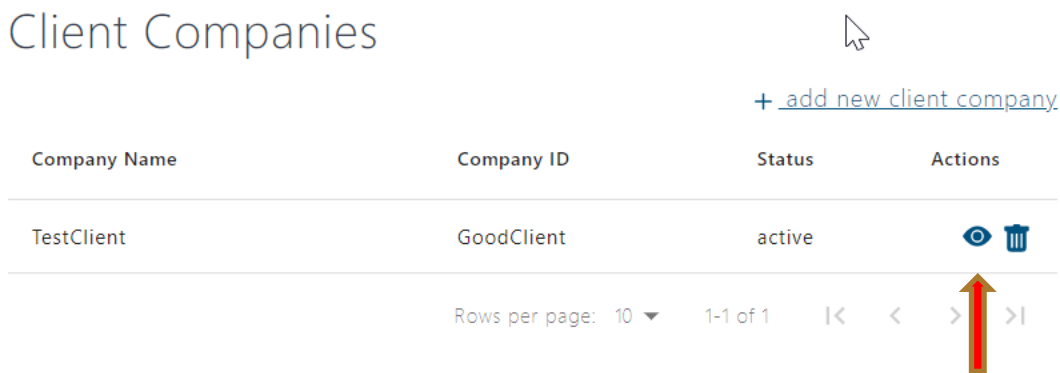 Client Companies
+ add new client company
Company Name Company ID Status Actions
TestClient GoodClient active
Rows per page: 10 1-1 of 1